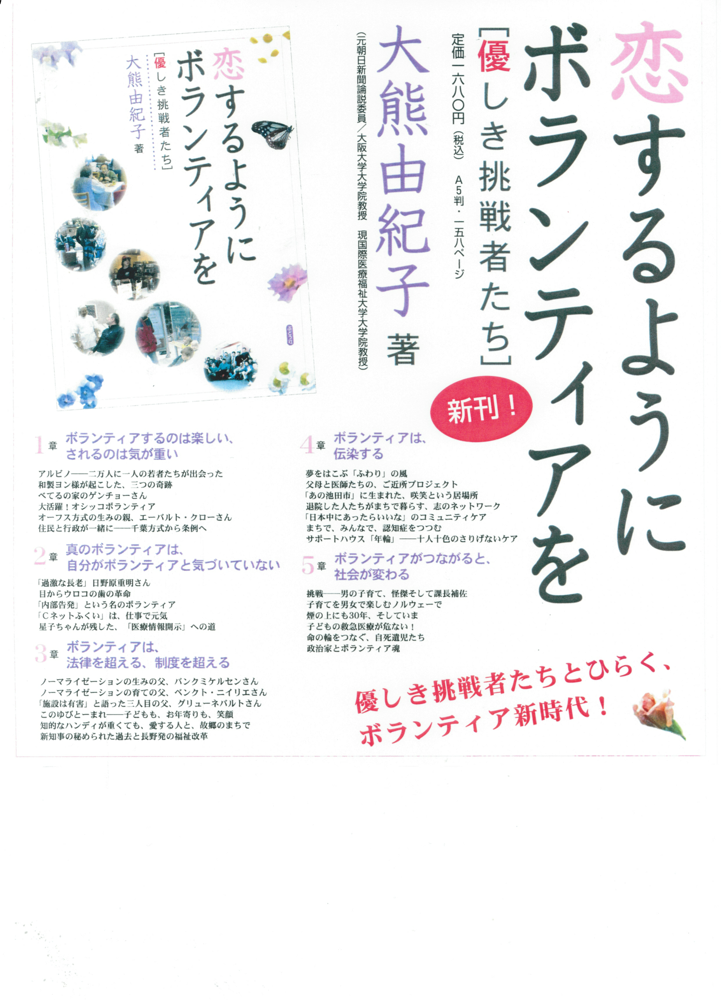 恋するように
ボランティアを
[優しき挑戦者たち]
定価一六八〇円(税込) A5判・一五八ページ
大熊由紀子 著
(元朝日新聞論説委員/大阪大学大学院教授 現国際医療福祉大学大学院教授)
新刊!
恋するように
ボランティアを
[優しき挑戦者たち]
大熊由紀子 著
ぶどう社
1章 ボランティアするのは楽しい、
されるのは気が重い
アルビノ――二万人に一人の若者たちが出会った
和製ヨン様が起こした、三つの奇跡
べてるの家のゲンチョーさん
大活躍!オシッコボランティア
オーフス方式の生みの親、エーバルト・クローさん
住民と行政が一緒に――千葉方式から条例へ
2章 真のボランティアは、
自分がボランティアと気づいていない
「過激な長老」日野原重明さん
目からウロコの歯の革命
「内部告発」という名のボランティア
「Cネットふくい」は、仕事で元気
星子ちゃんが残した、「医療情報開示」への道
3章 ボランティアは、
法律を超える、制度を超える
ノーマライゼーションの生みの父、バンクミケルセンさん
ノーマライゼーションの育ての父、ベンクト・ニイリエさん
「施設は有害」と語った三人目の父、グリューネバルトさん
このゆびとーまれ――子どもも、お年寄りも、笑顔
知的なハンディが重くても、愛する人と、故郷のまちで
新知事の秘められた過去と長野発の福祉改革
4章 ボランティアは、
伝染する
夢をはこぶ「ふわり」の風
父母と医師たちの、ご近所プロジェクト
「あの池田市」に生まれた、咲笑という居場所
退院した人たちがまちで暮らす、志のネットワーク
「日本中にあったらいいな」のコミュニティケア
まちで、みんなで、認知症をつつむ
サポートハウス「年輪」――十人十色のさりげないケア
5章 ボランティアがつながると、
社会が変わる
挑戦――男の子育て、怪傑そして課長補佐
子育てを男女で楽しむノルウェーで
煙の上にも30年、そしていま
子どもの救急医療が危ない!
命の輪をつなぐ、自死遺児たち
政治家とボランティア魂
優しき挑戦者たちとひらく、
ボランティア新時代!